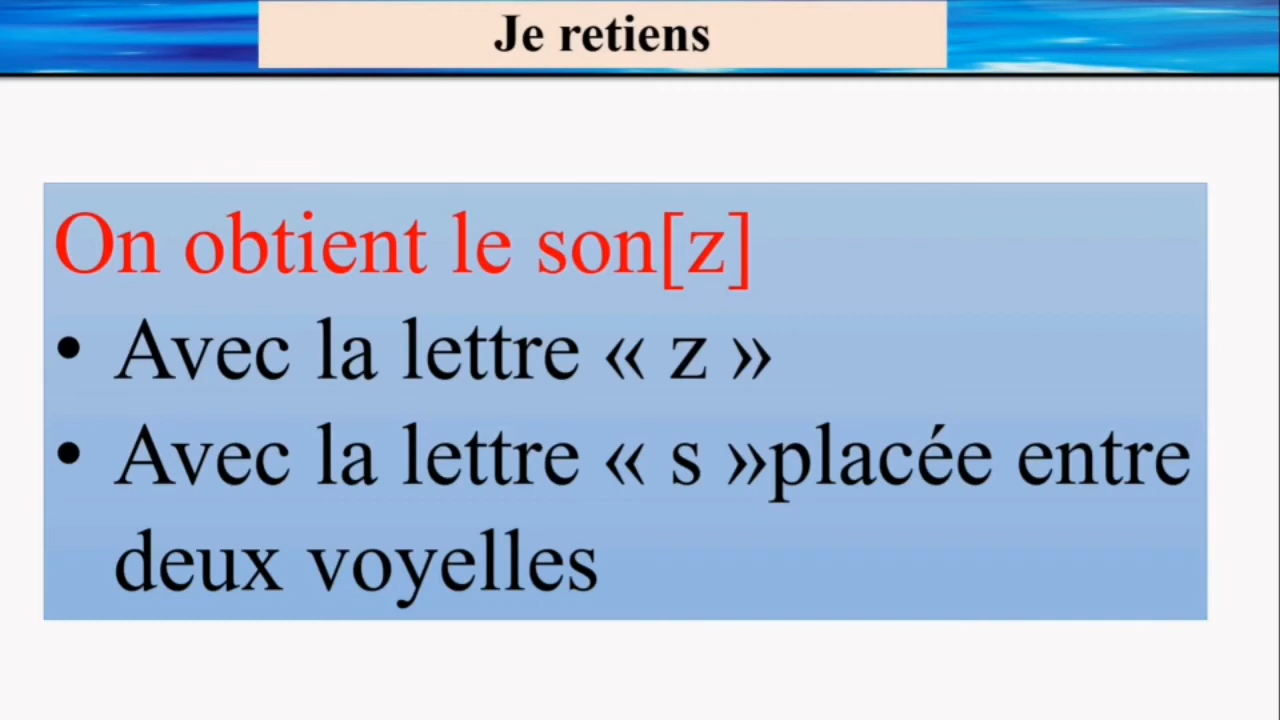 Je retiens
On obtient le son[z]
• Avec la lettre « z »
• Avec la lettre « s »placée entre
deux voyelles